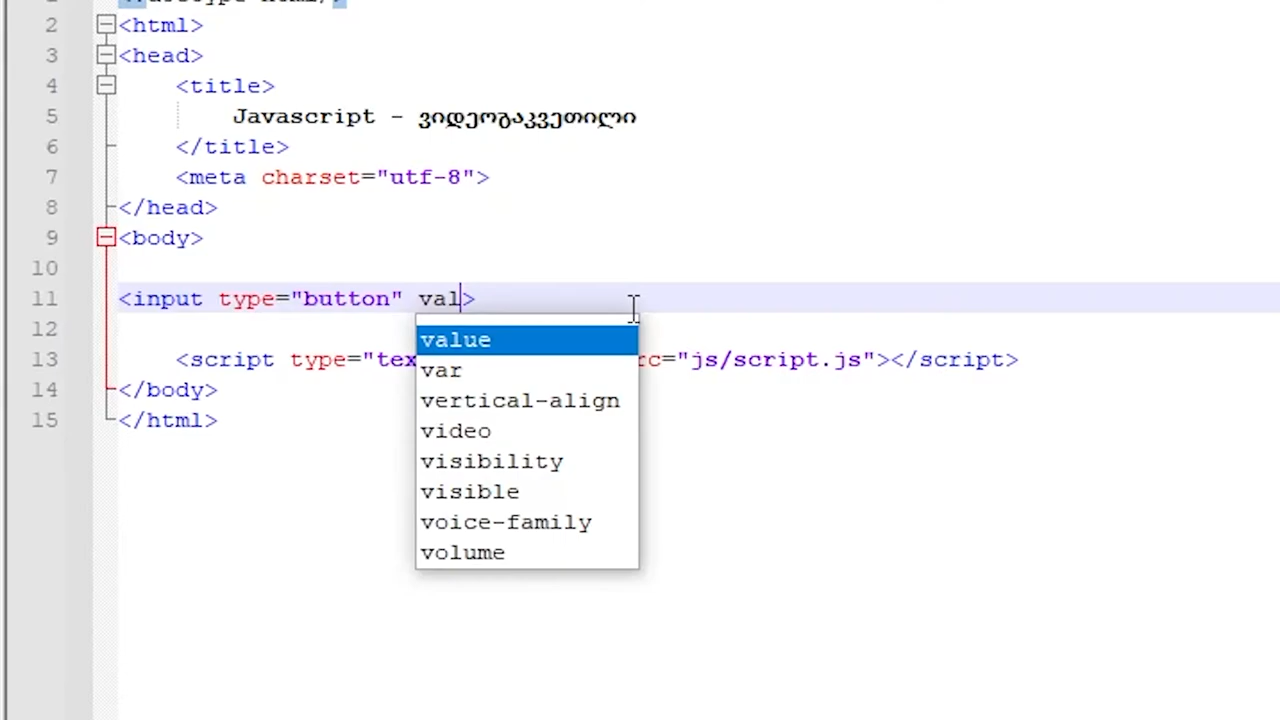 2 <html>
3 <head>
4 <title>
5 Javascript - ვიდეოგაკვეთილი
6 </title>
7 <meta charset="utf-8">
8 </head>
9 <body>
10
11 <input type="button" val>
12
value
13 <script type="tex rc="js/script.js"></script>
var
14 </body>
vertical-align
15 </html>
video
visibility
visible
voice-family
volume